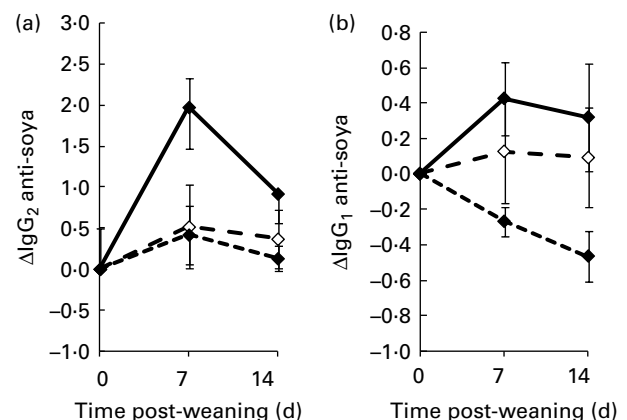 (a)
3·0
2·5
2·0
1·5
1·0
0·5
0·0
−0·5
−1·0
ΔIgG₂ anti-soya
0 7 14
Time post-weaning (d)
(b)
0·8
0·6
0·4
0·2
0·0
−0·2
−0·4
−0·6
−0·8
−1·0
ΔIgG₁ anti-soya
0 7 14
Time post-weaning (d)